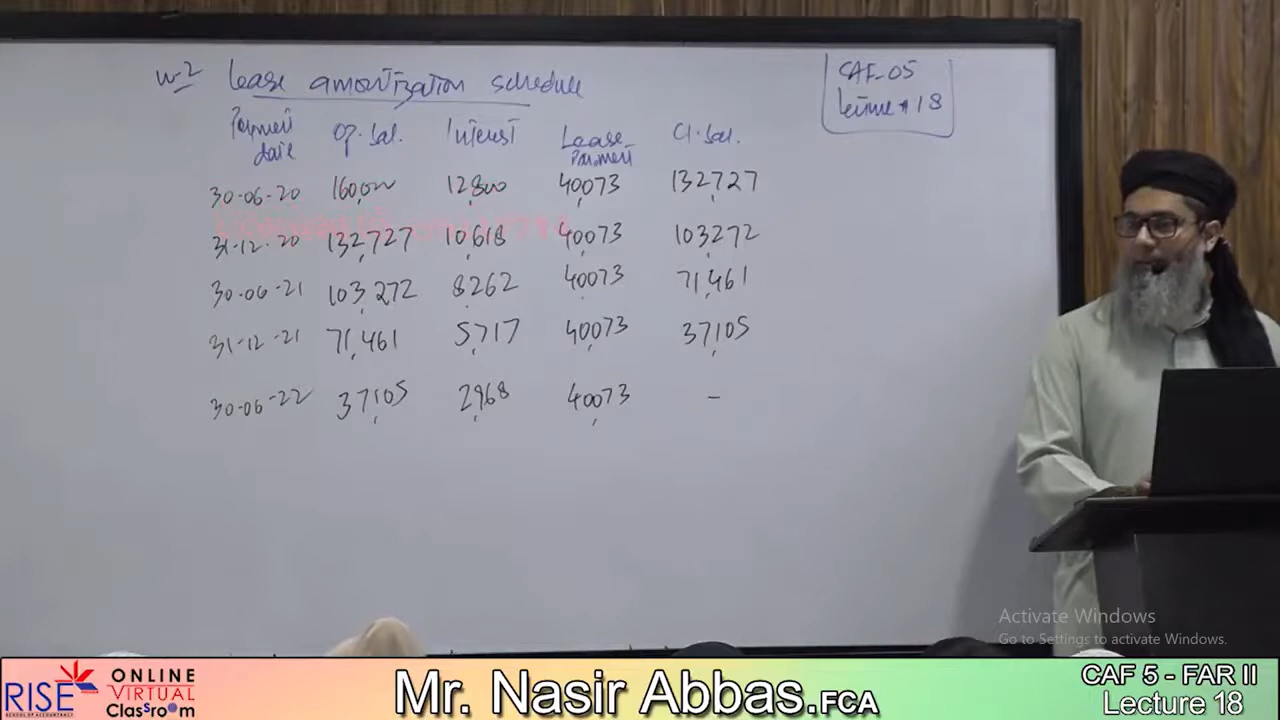 W-2 Lease amortization schedule
CAF-05
Lecture # 18
Payment date Op. bal. Interest Lease Payment Cl. bal.
30-06-20 160,000 12,800 40,073 132,727
31-12-20 132,727 10,618 40,073 103,272
30-06-21 103,272 8,262 40,073 71,461
31-12-21 71,461 5,717 40,073 37,105
30-06-22 37,105 2,968 40,073 -
Activate Windows
Go to Settings to activate Windows.
RISE
SCHOOL OF ACCOUNTANCY
ONLINE
VIRTUAL
Classroom
Mr. Nasir Abbas.FCA
CAF 5 - FAR II
Lecture 18